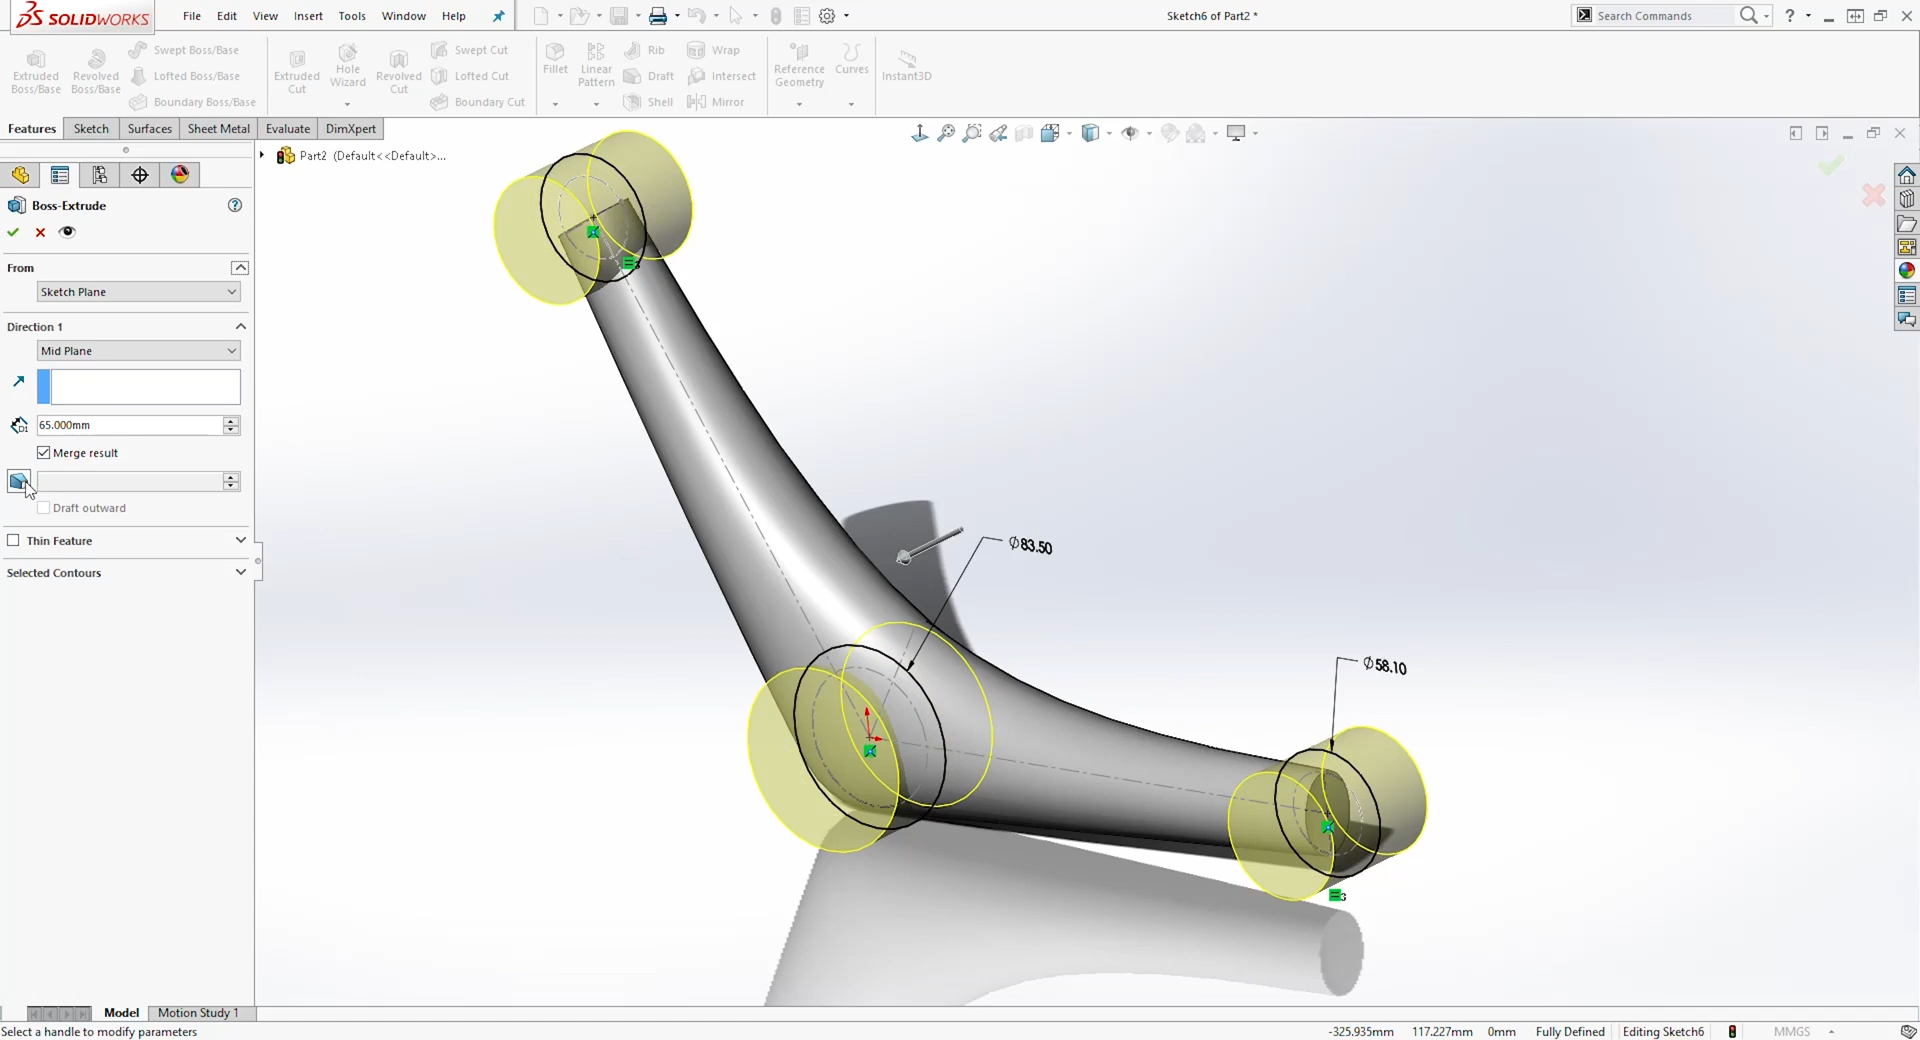 SOLIDWORKS File Edit View Insert Tools Window Help Sketch6 of Part2 * Search Commands ?
Extruded Boss/Base
Revolved Boss/Base
Swept Boss/Base
Lofted Boss/Base
Boundary Boss/Base
Extruded Cut
Hole Wizard
Revolved Cut
Swept Cut
Lofted Cut
Boundary Cut
Fillet
Linear Pattern
Rib
Draft
Shell
Wrap
Intersect
Mirror
Reference Geometry
Curves
Instant3D
Features Sketch Surfaces Sheet Metal Evaluate DimXpert
Part2 (Default<<Default>...
Boss-Extrude ?
From
Sketch Plane
Direction 1
Mid Plane
D1 65.000mm
Merge result
Draft outward
Thin Feature
Selected Contours
∅83.50
∅58.10
3
3
Model Motion Study 1
Select a handle to modify parameters -325.935mm 117.227mm 0mm Fully Defined Editing Sketch6 MMGS